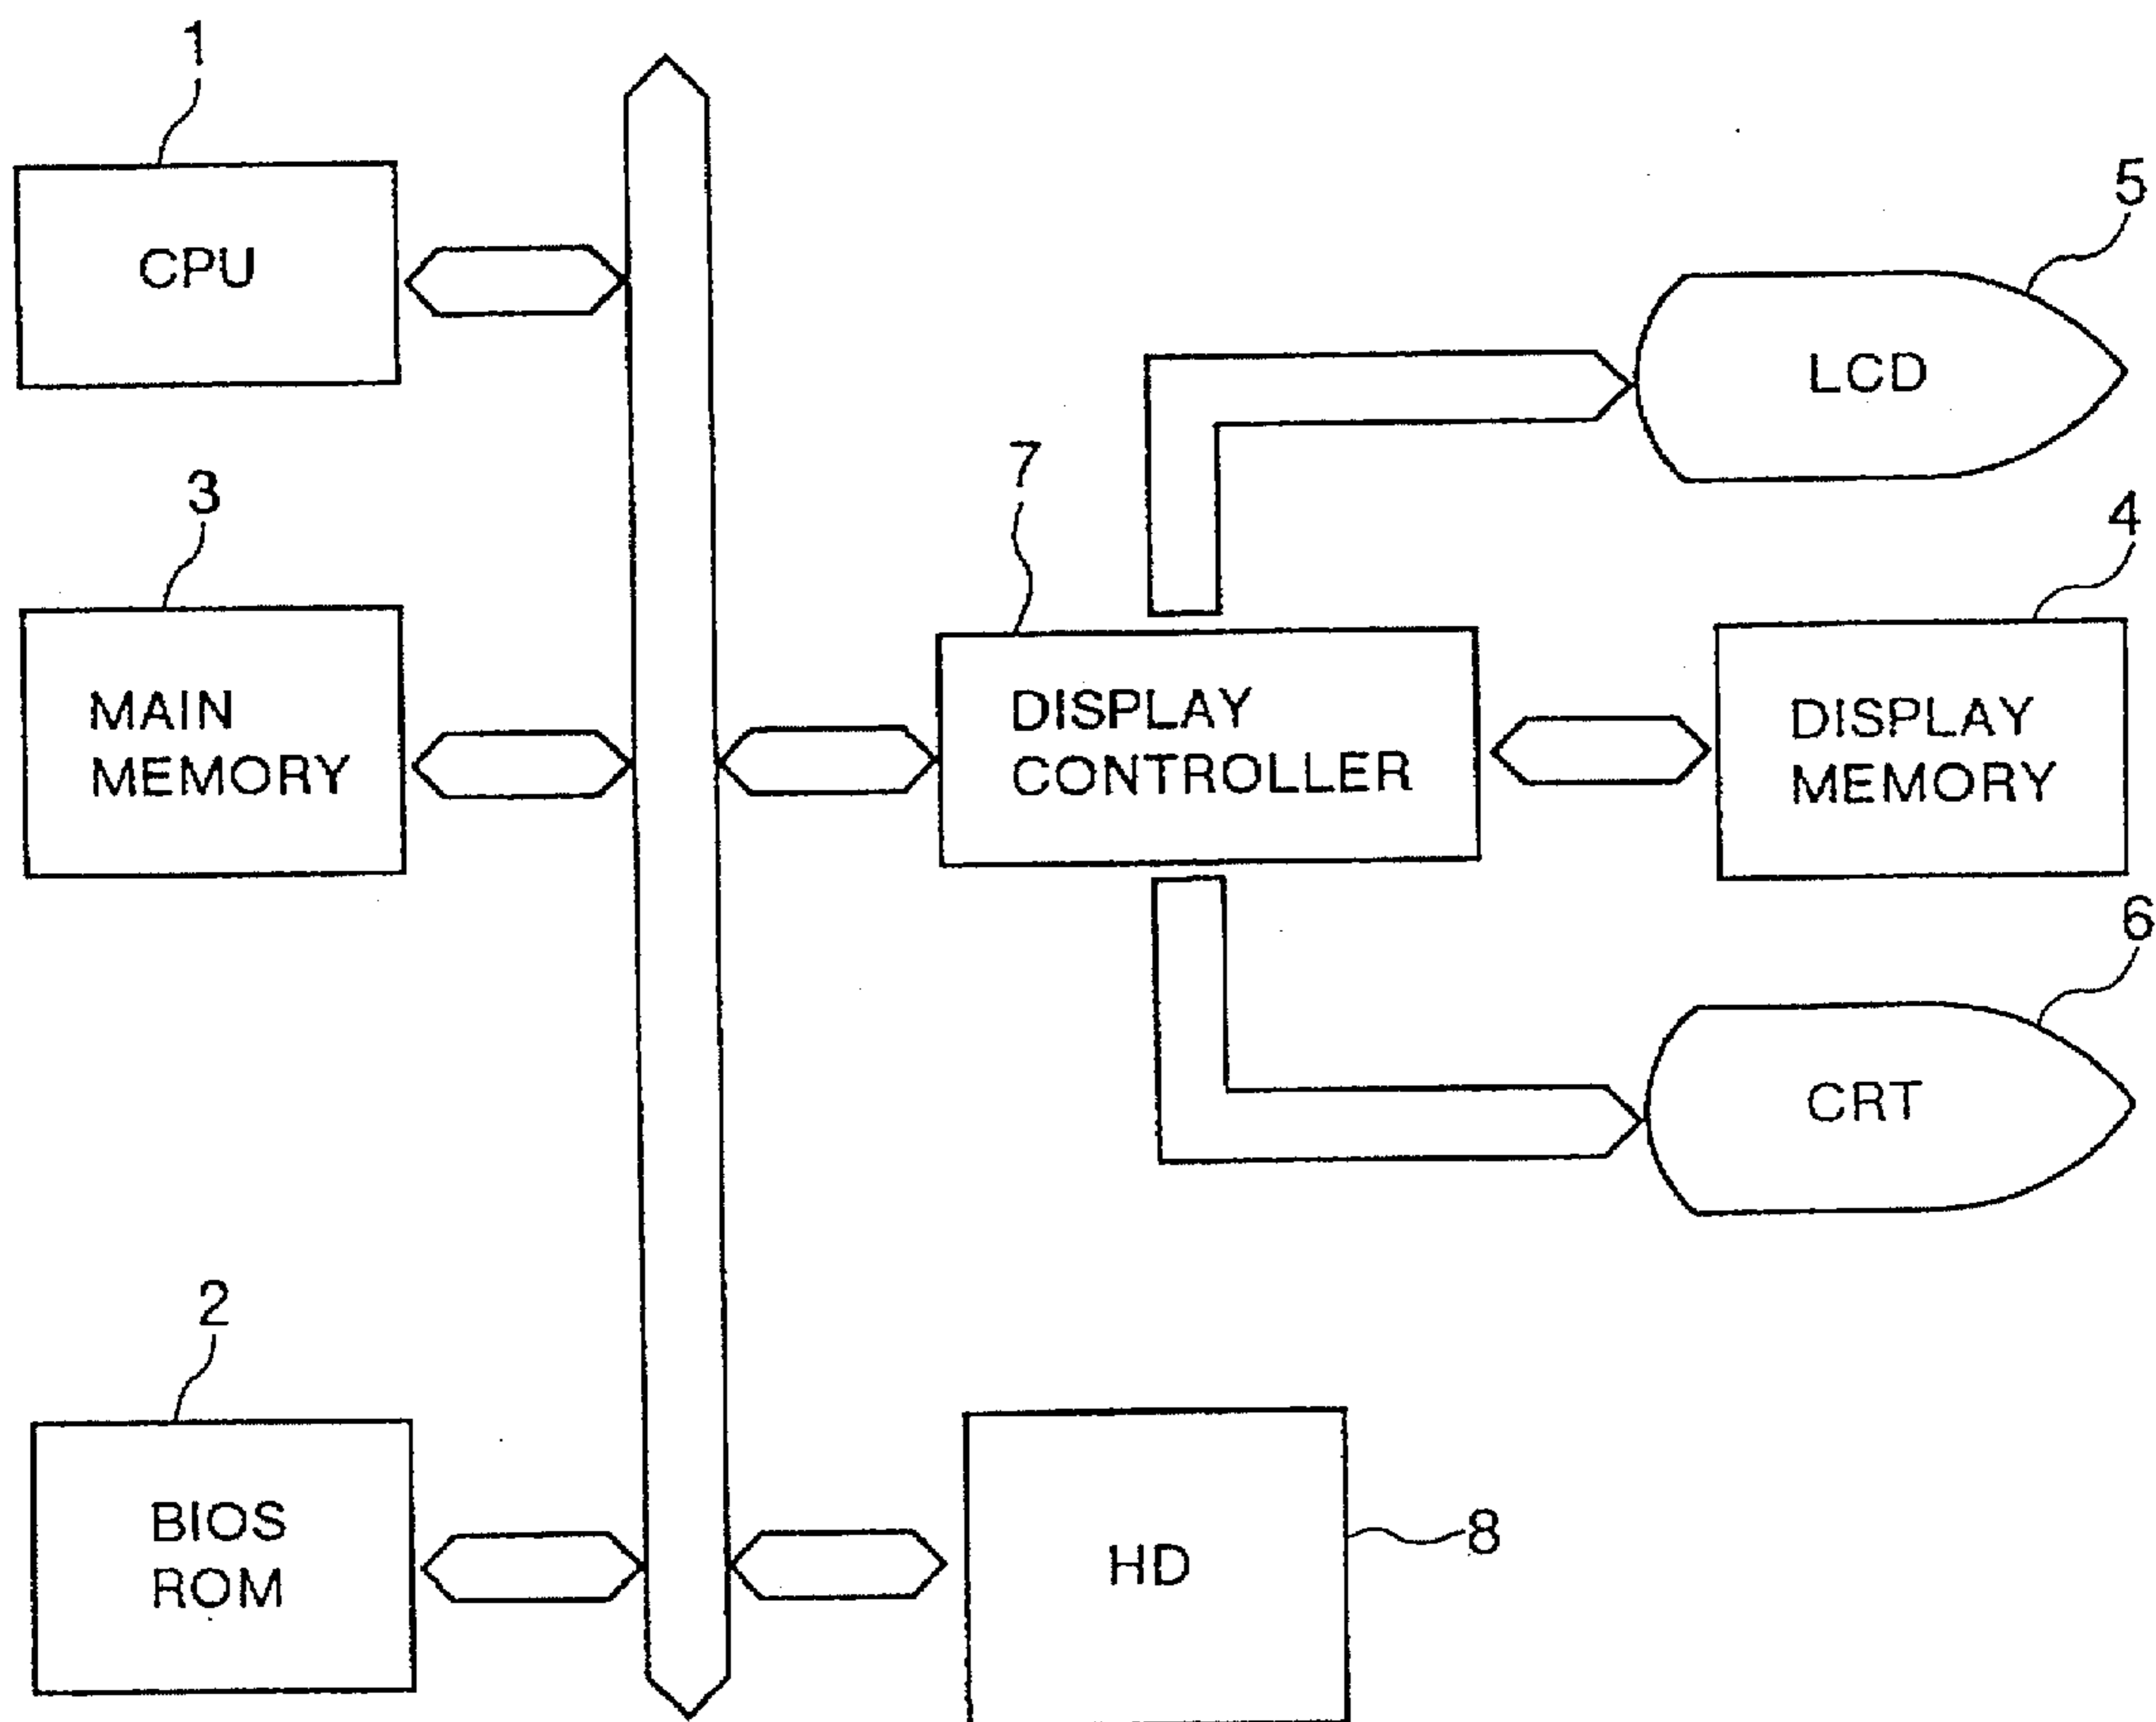 1
CPU
5
LCD
3
MAIN
MEMORY
7
DISPLAY
CONTROLLER
4
DISPLAY
MEMORY
6
CRT
2
BIOS
ROM
HD
8